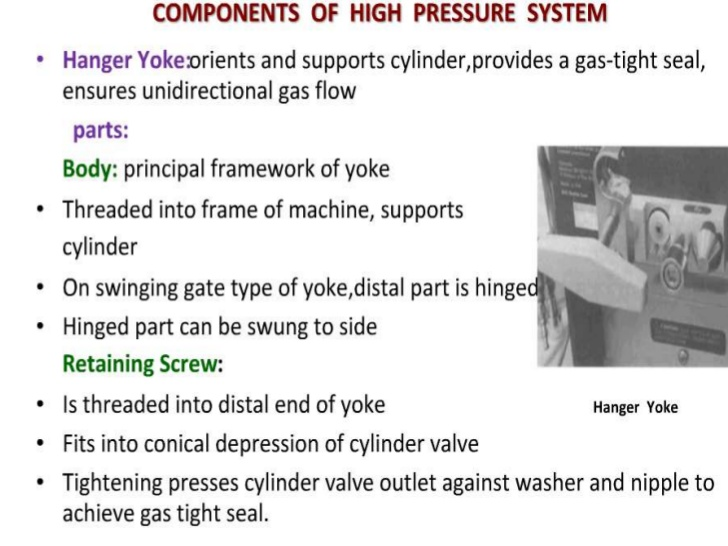 COMPONENTS OF HIGH PRESSURE SYSTEM
• Hanger Yoke:orients and supports cylinder,provides a gas-tight seal,
ensures unidirectional gas flow
parts:
Body: principal framework of yoke
• Threaded into frame of machine, supports
cylinder
• On swinging gate type of yoke,distal part is hinged
• Hinged part can be swung to side
Retaining Screw:
• Is threaded into distal end of yoke
Hanger Yoke
• Fits into conical depression of cylinder valve
• Tightening presses cylinder valve outlet against washer and nipple to
achieve gas tight seal.